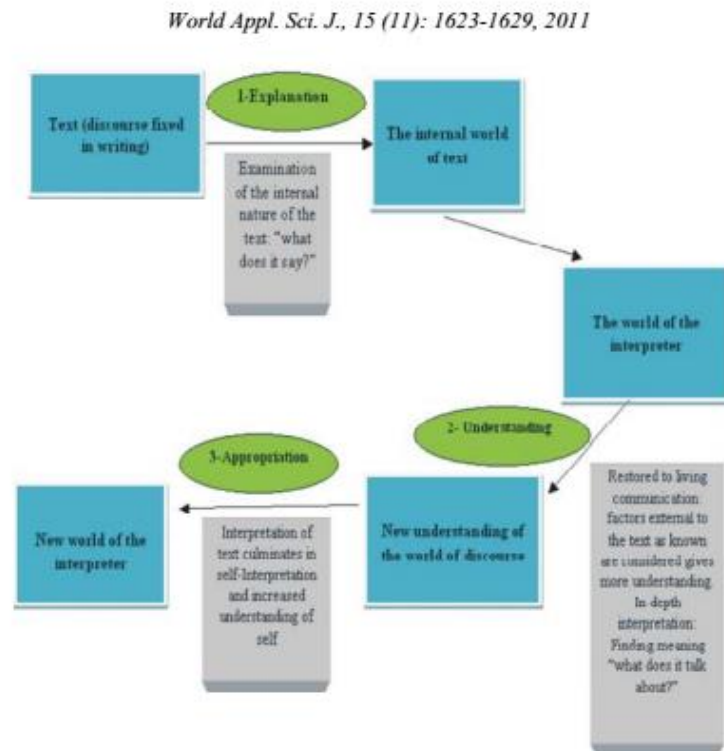 World Appl. Sci. J., 15 (11): 1623-1629, 2011
1-Explanation
Text (discourse fixed
in writing)
The internal world
of text
Examination
of the internal
nature of the
text: "what
does it say?"
The world of the
interpreter
2- Understanding
3-Appropriation
New world of the
interpreter
Interpretation of
text culminates in
self-Interpretation
and increased
understanding of
self
New understanding of
the world of discourse
Restored to living
communication:
factors external to
the text as known
are considered gives
more understanding.
In depth
interpretation:
Finding meaning
"what does it talk
about?"